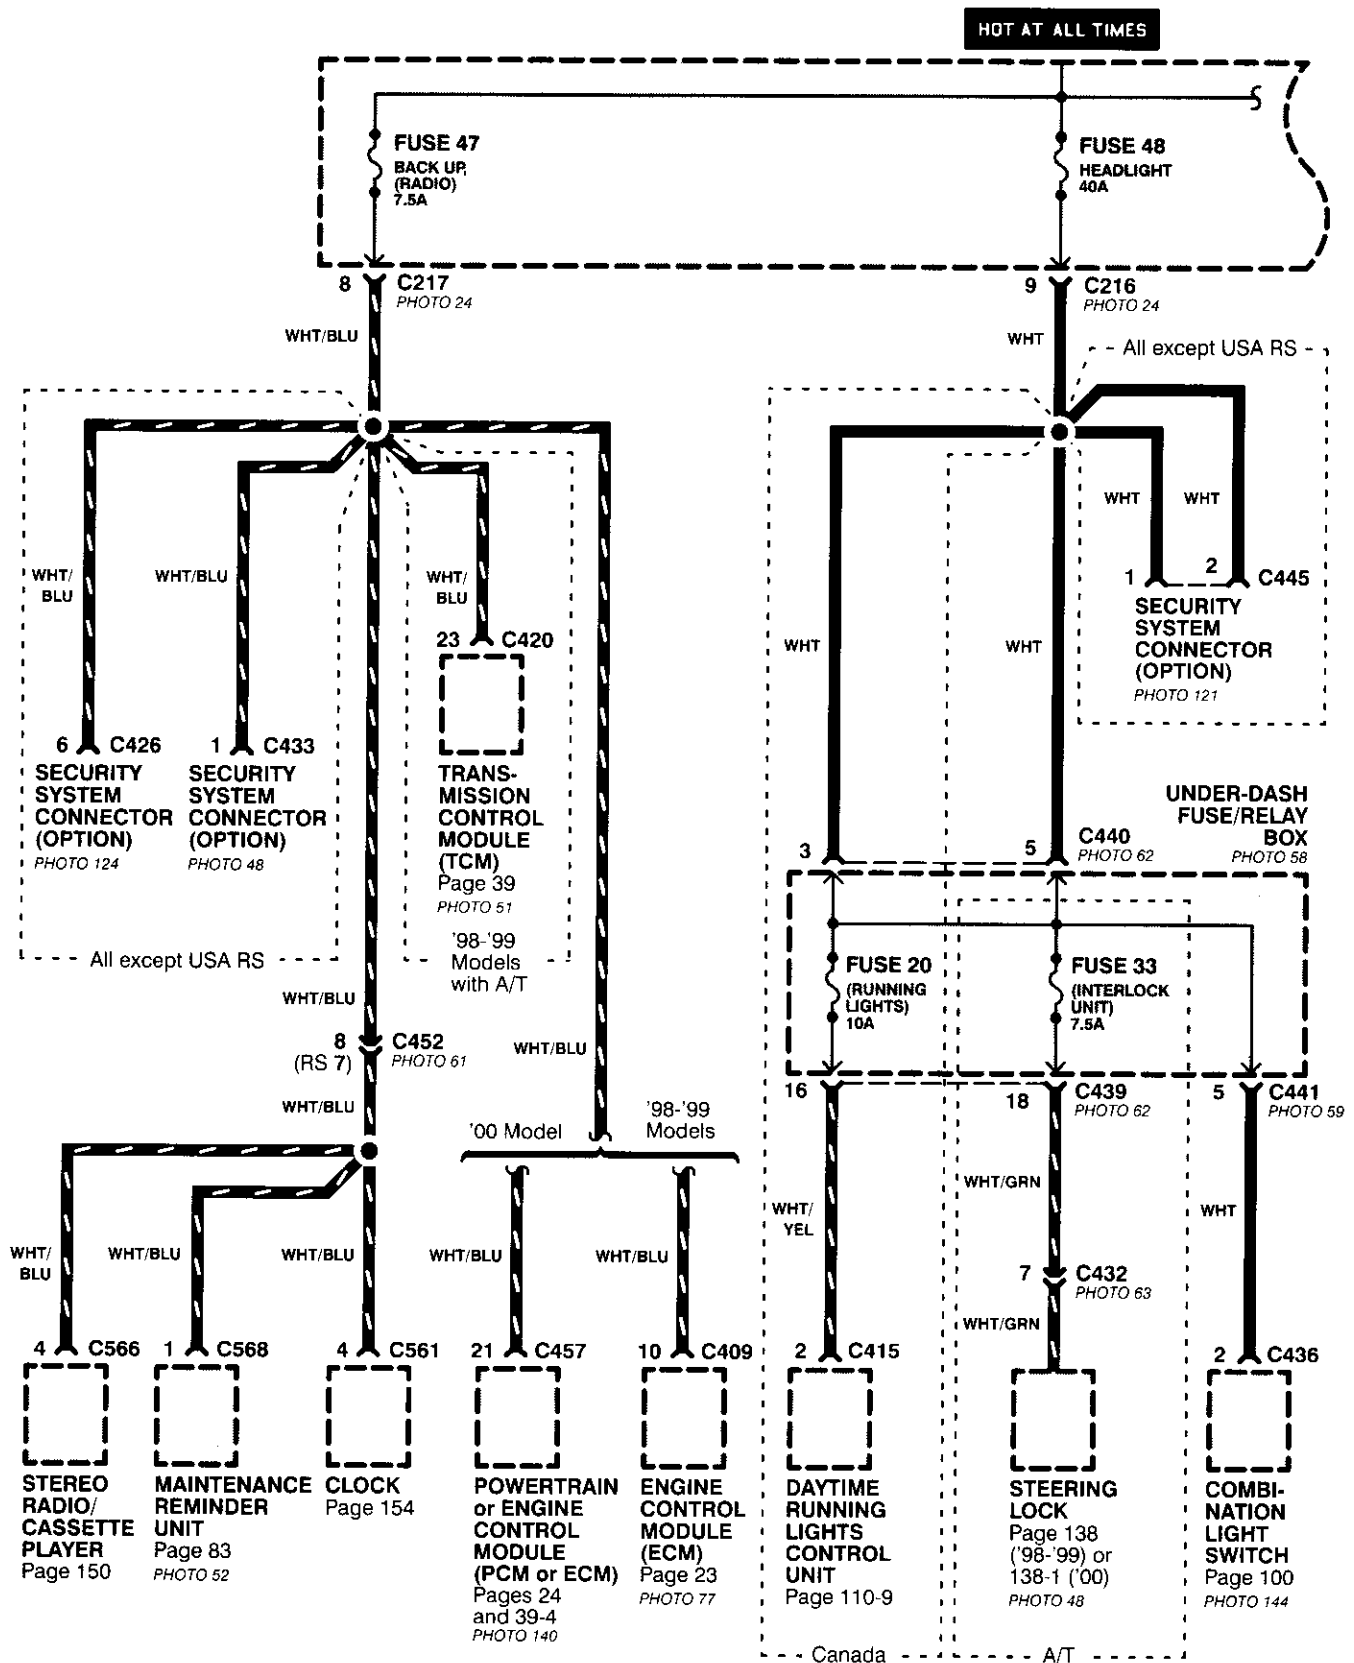 HOT AT ALL TIMES
FUSE 47
BACK UP,
(RADIO)
7.5A
FUSE 48
HEADLIGHT
40A
8
C217
PHOTO 24
9
C216
PHOTO 24
WHT/BLU
WHT
All except USA RS
WHT/
BLU
WHT/BLU
WHT/
BLU
WHT
WHT
1
2
C445
SECURITY
SYSTEM
CONNECTOR
(OPTION)
PHOTO 121
23
C420
WHT
WHT
6
C426
SECURITY
SYSTEM
CONNECTOR
(OPTION)
PHOTO 124
1
C433
SECURITY
SYSTEM
CONNECTOR
(OPTION)
PHOTO 48
TRANS-
MISSION
CONTROL
MODULE
(TCM)
Page 39
PHOTO 51
UNDER-DASH
FUSE/RELAY
BOX
PHOTO 58
3
5
C440
PHOTO 62
All except USA RS
'98-'99
Models
with A/T
FUSE 20
(RUNNING
LIGHTS)
10A
FUSE 33
(INTERLOCK
UNIT)
7.5A
WHT/BLU
8
(RS 7)
C452
PHOTO 61
WHT/BLU
WHT/BLU
16
18
C439
PHOTO 62
5
C441
PHOTO 59
'00 Model
'98-'99
Models
WHT/
YEL
WHT/GRN
WHT
WHT/
BLU
WHT/BLU
WHT/BLU
WHT/BLU
WHT/BLU
7
C432
PHOTO 63
WHT/GRN
4
C566
1
C568
4
C561
21
C457
10
C409
2
C415
2
C436
STEREO
RADIO/
CASSETTE
PLAYER
Page 150
MAINTENANCE
REMINDER
UNIT
Page 83
PHOTO 52
CLOCK
Page 154
POWERTRAIN
or ENGINE
CONTROL
MODULE
(PCM or ECM)
Pages 24
and 39-4
PHOTO 140
ENGINE
CONTROL
MODULE
(ECM)
Page 23
PHOTO 77
DAYTIME
RUNNING
LIGHTS
CONTROL
UNIT
Page 110-9
STEERING
LOCK
Page 138
('98-'99) or
138-1 ('00)
PHOTO 48
COMBI-
NATION
LIGHT
SWITCH
Page 100
PHOTO 144
Canada
A/T